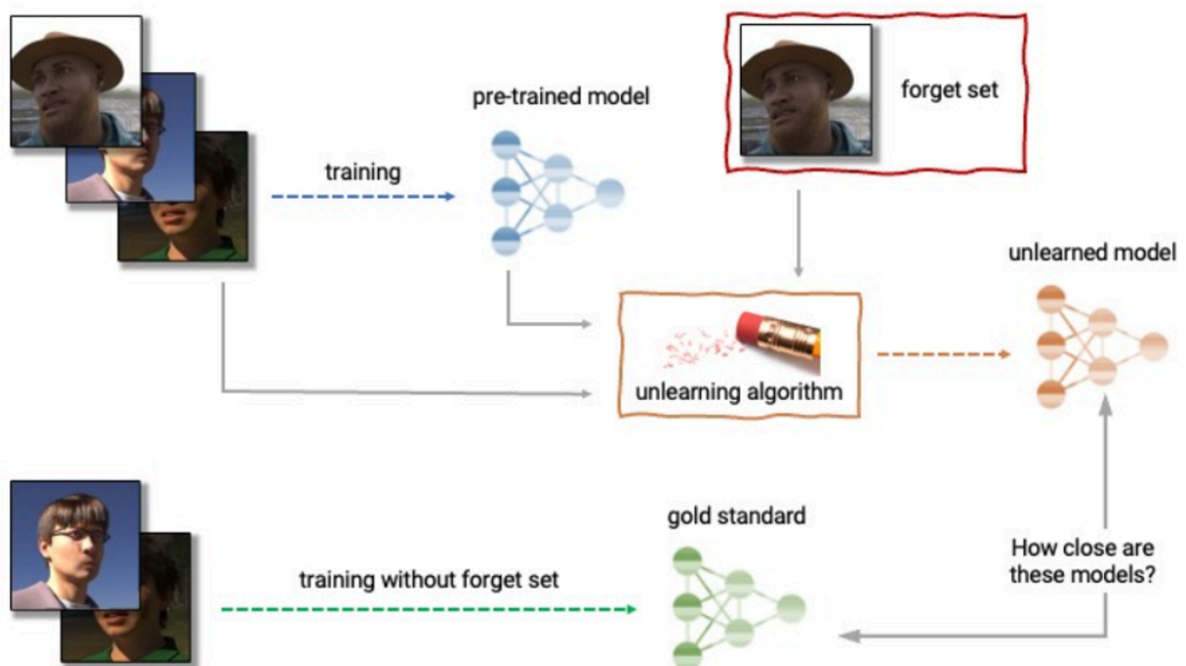 pre-trained model
forget set
training
unlearned model
unlearning algorithm
gold standard
training without forget set
How close are
these models?